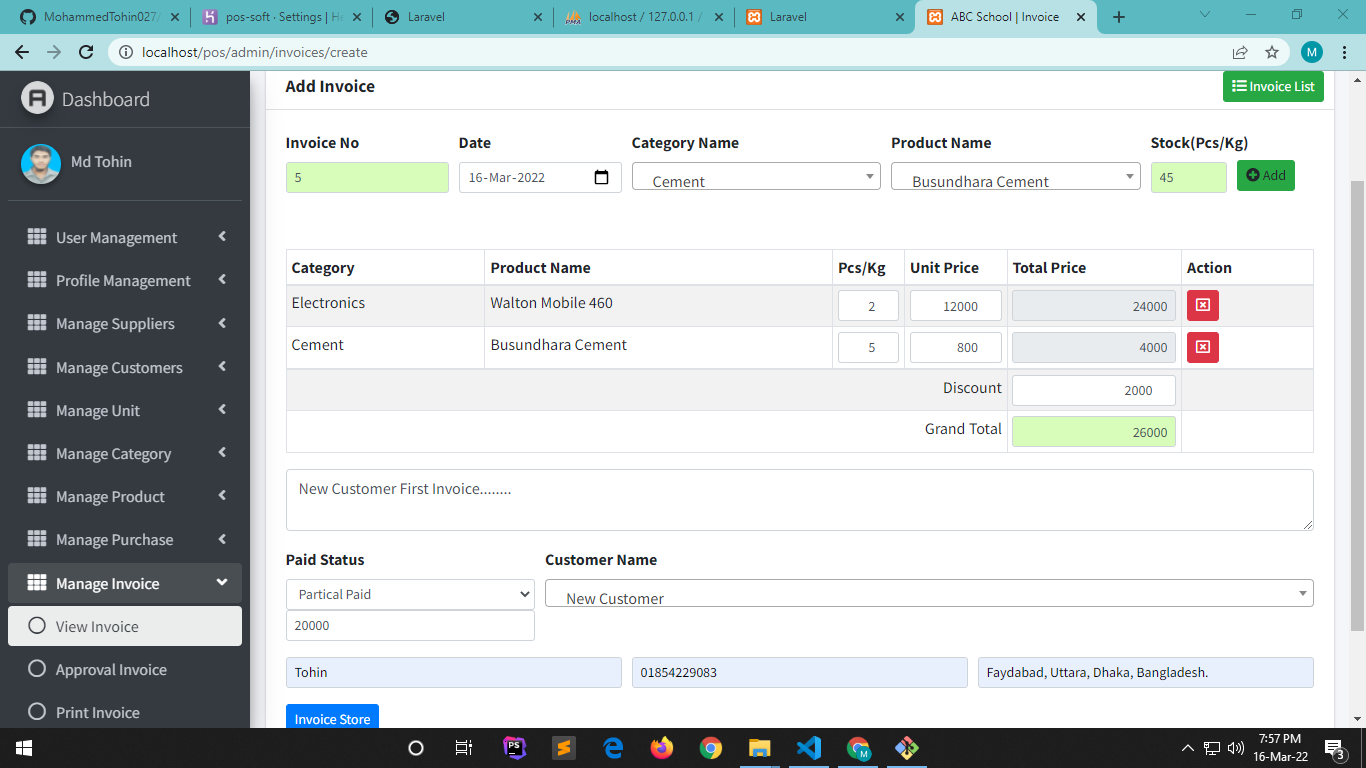 MohammedTohin027/
pos-soft · Settings | He
Laravel
localhost / 127.0.0.1 /
Laravel
ABC School | Invoice
localhost/pos/admin/invoices/create
M
Dashboard
Add Invoice
Invoice List
Md Tohin
Invoice No
Date
Category Name
Product Name
Stock(Pcs/Kg)
5
16-Mar-2022
Cement
Busundhara Cement
45
Add
User Management
Profile Management
Manage Suppliers
Manage Customers
Manage Unit
Manage Category
Manage Product
Manage Purchase
Manage Invoice
View Invoice
Approval Invoice
Print Invoice
Category Product Name Pcs/Kg Unit Price Total Price Action
Electronics Walton Mobile 460 2 12000 24000
Cement Busundhara Cement 5 800 4000
Discount 2000
Grand Total 26000
New Customer First Invoice........
Paid Status
Customer Name
Partical Paid
New Customer
20000
Tohin
01854229083
Faydabad, Uttara, Dhaka, Bangladesh.
Invoice Store
7:57 PM
16-Mar-22
3